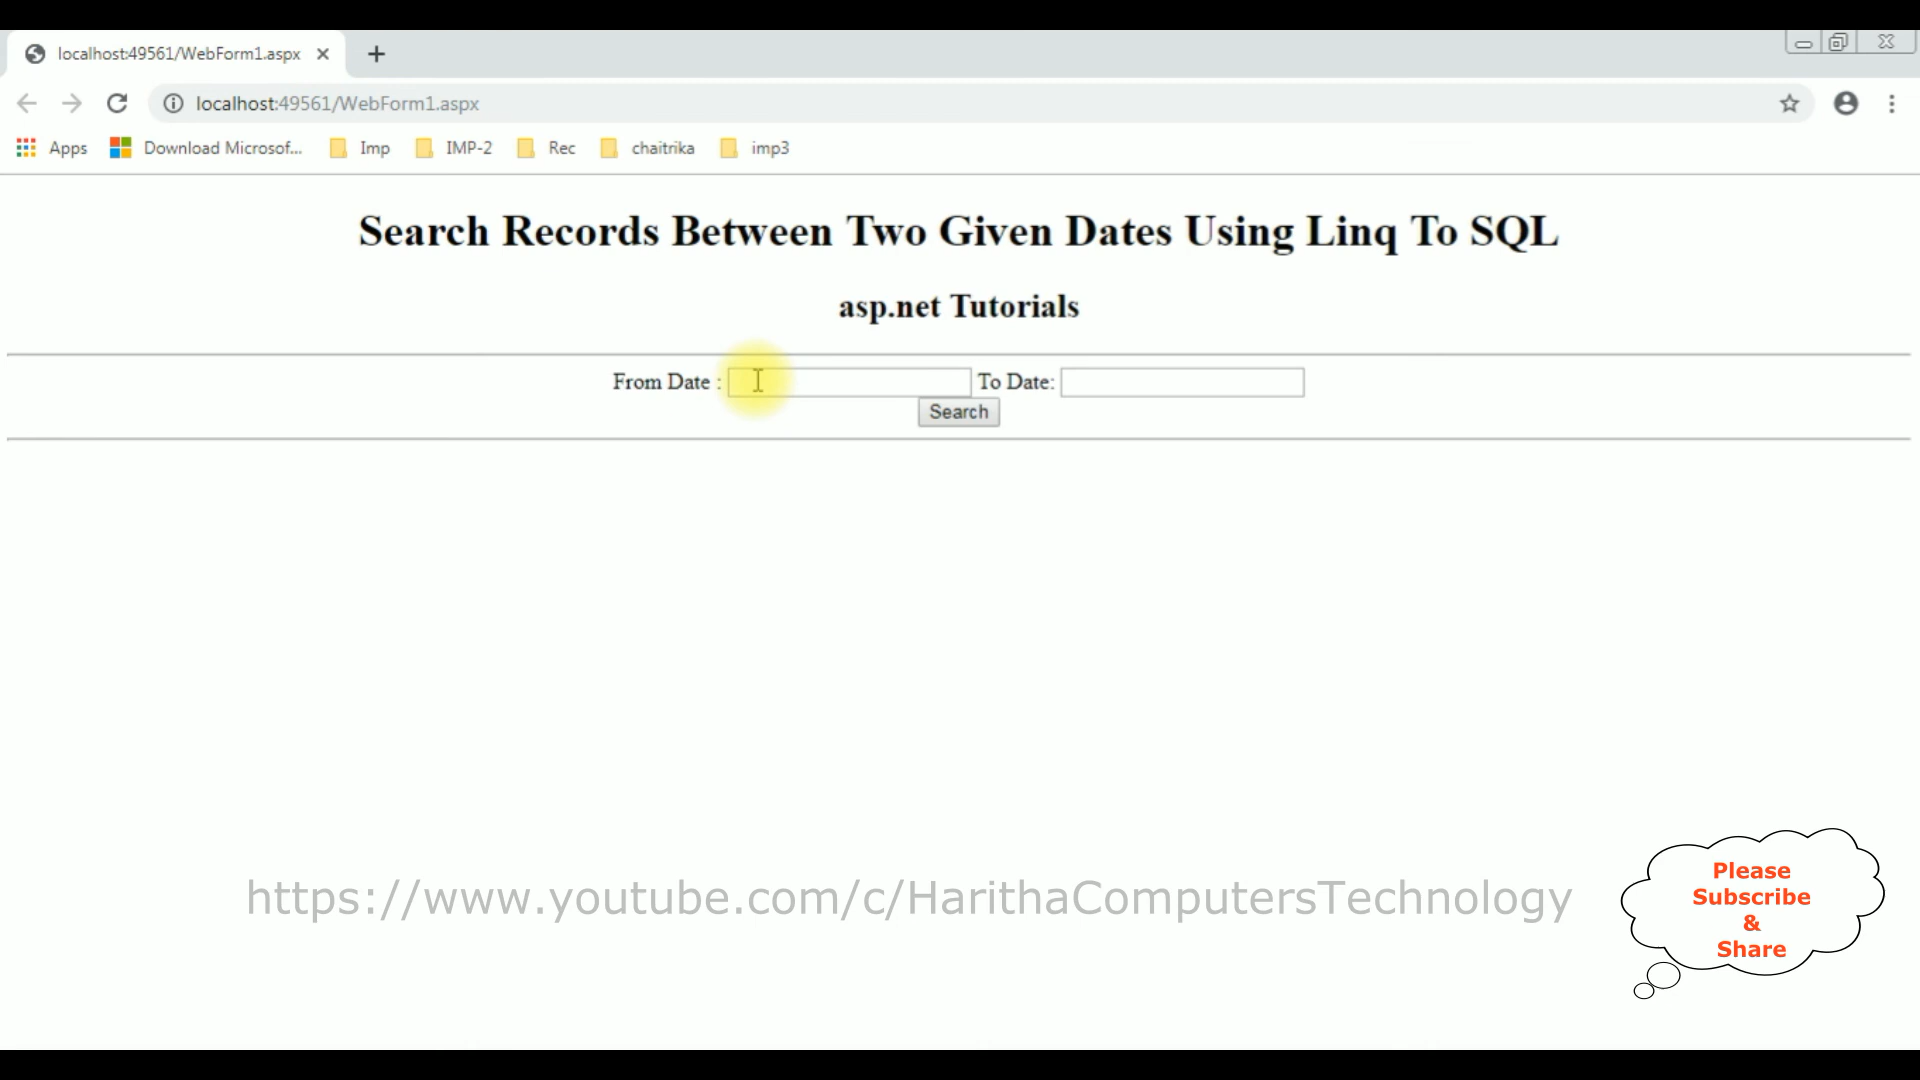 localhost:49561/WebForm1.aspx
localhost:49561/WebForm1.aspx
Apps Download Microsof... Imp IMP-2 Rec chaitrika imp3
Search Records Between Two Given Dates Using Linq To SQL
asp.net Tutorials
From Date : To Date:
Search
https://www.youtube.com/c/HarithaComputersTechnology
Please
Subscribe
&
Share